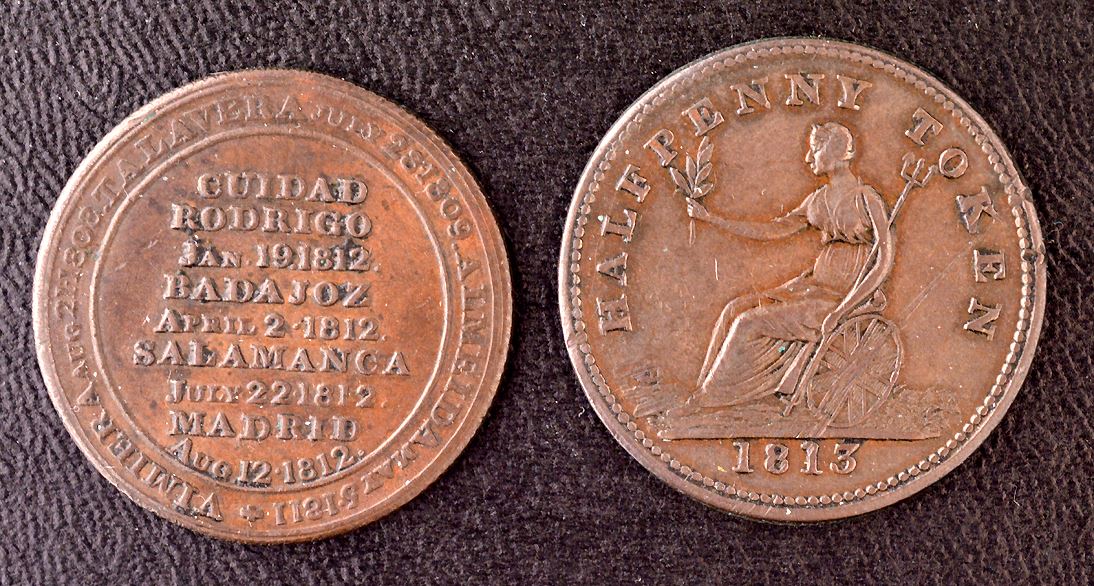 VIMIERA AUG. 21. 1808. TALAVERA JULY 28. 1809. ALMEIDA MAY 5 1811
CUIDAD
RODRIGO
JAN. 19. 1812.
BADAJOZ
APRIL 2 - 1812.
SALAMANCA
JULY 22 · 1812.
MADRID
AUG. 12 · 1812.
HALFPENNY TOKEN
1813